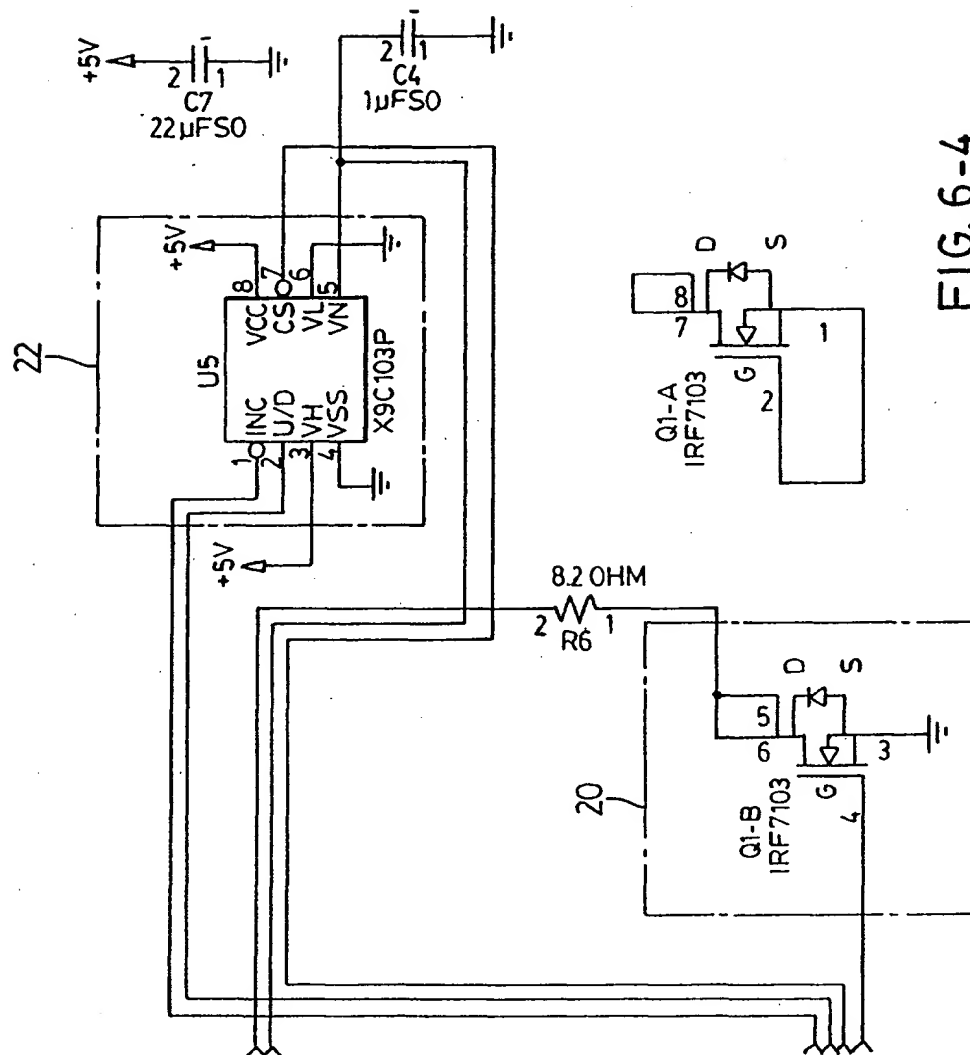 +5V
2
1
C7
22µFSO
2
1
C4
1µFSO
22
+5V
8
7
6
5
VCC
CS
VL
VN
U5
X9C103P
INC
U/D
VH
VSS
1
2
3
4
+5V
8.2 OHM
2
1
R6
D
S
8
7
1
G
2
Q1-A
IRF7103
20
D
S
5
6
3
G
4
Q1-B
IRF7103
FIG. 6-4